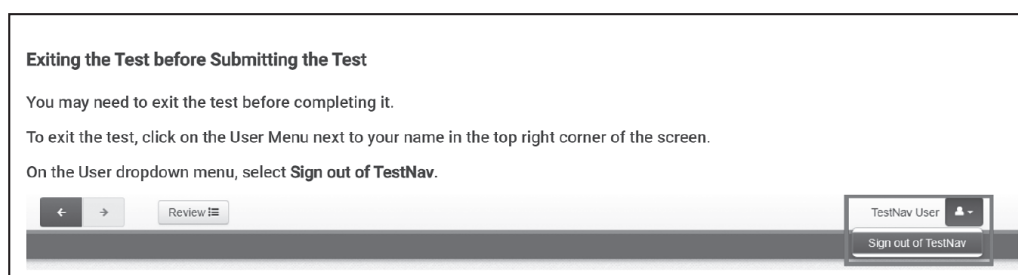 Exiting the Test before Submitting the Test
You may need to exit the test before completing it.
To exit the test, click on the User Menu next to your name in the top right corner of the screen.
On the User dropdown menu, select Sign out of TestNav.
Review TestNav User
Sign out of TestNav